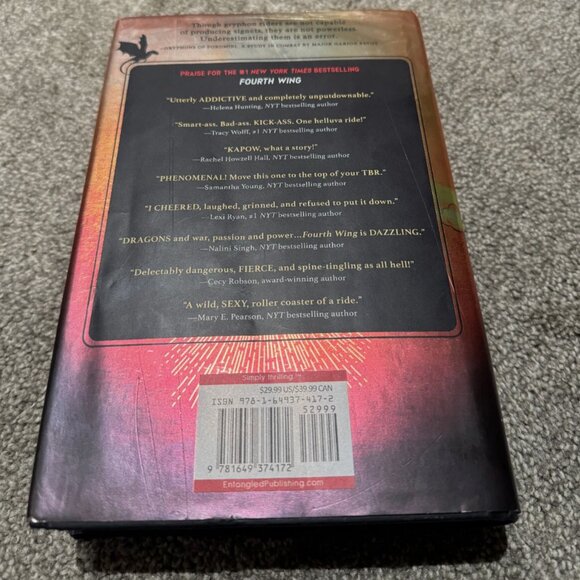 Though gryphon riders are not capable
of producing signets, they are not powerless.
Underestimating them is an error.
PRAISE FOR THE #1 NEW YORK TIMES BESTSELLING
FOURTH WING
“Utterly ADDICTIVE and completely unputdownable.”
—Helena Hunting, NYT bestselling author
“Smart-ass. Bad-ass. KICK-ASS. One helluva ride!”
—Tracy Wolff, #1 NYT bestselling author
“KAPOW, what a story!”
—Rachel Howzell Hall, NYT bestselling author
“PHENOMENAL! Move this one to the top of your TBR.”
—Samantha Young, NYT bestselling author
“I CHEERED, laughed, grinned, and refused to put it down.”
—Lexi Ryan, #1 NYT bestselling author
“DRAGONS and war, passion and power...Fourth Wing is DAZZLING.”
—Nalini Singh, NYT bestselling author
“Delectably dangerous, FIERCE, and spine-tingling as all hell!”
—Cecy Robson, award-winning author
“A wild, SEXY, roller coaster of a ride.”
—Mary E. Pearson, NYT bestselling author
Simply thrilling.™
$29.99 US/$39.99 CAN
ISBN 978-1-64937-417-2
52999
9 781649 374172
EntangledPublishing.com